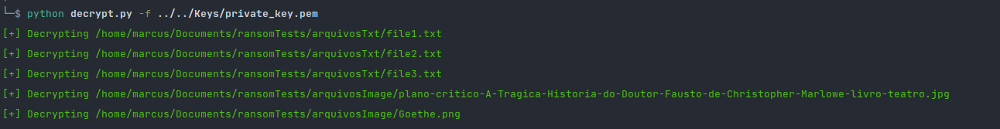 └─$ python decrypt.py -f ../../Keys/private_key.pem
[+] Decrypting /home/marcus/Documents/ransomTests/arquivosTxt/file1.txt
[+] Decrypting /home/marcus/Documents/ransomTests/arquivosTxt/file2.txt
[+] Decrypting /home/marcus/Documents/ransomTests/arquivosTxt/file3.txt
[+] Decrypting /home/marcus/Documents/ransomTests/arquivosImage/plano-critico-A-Tragica-Historia-do-Doutor-Fausto-de-Christopher-Marlowe-livro-teatro.jpg
[+] Decrypting /home/marcus/Documents/ransomTests/arquivosImage/Goethe.png